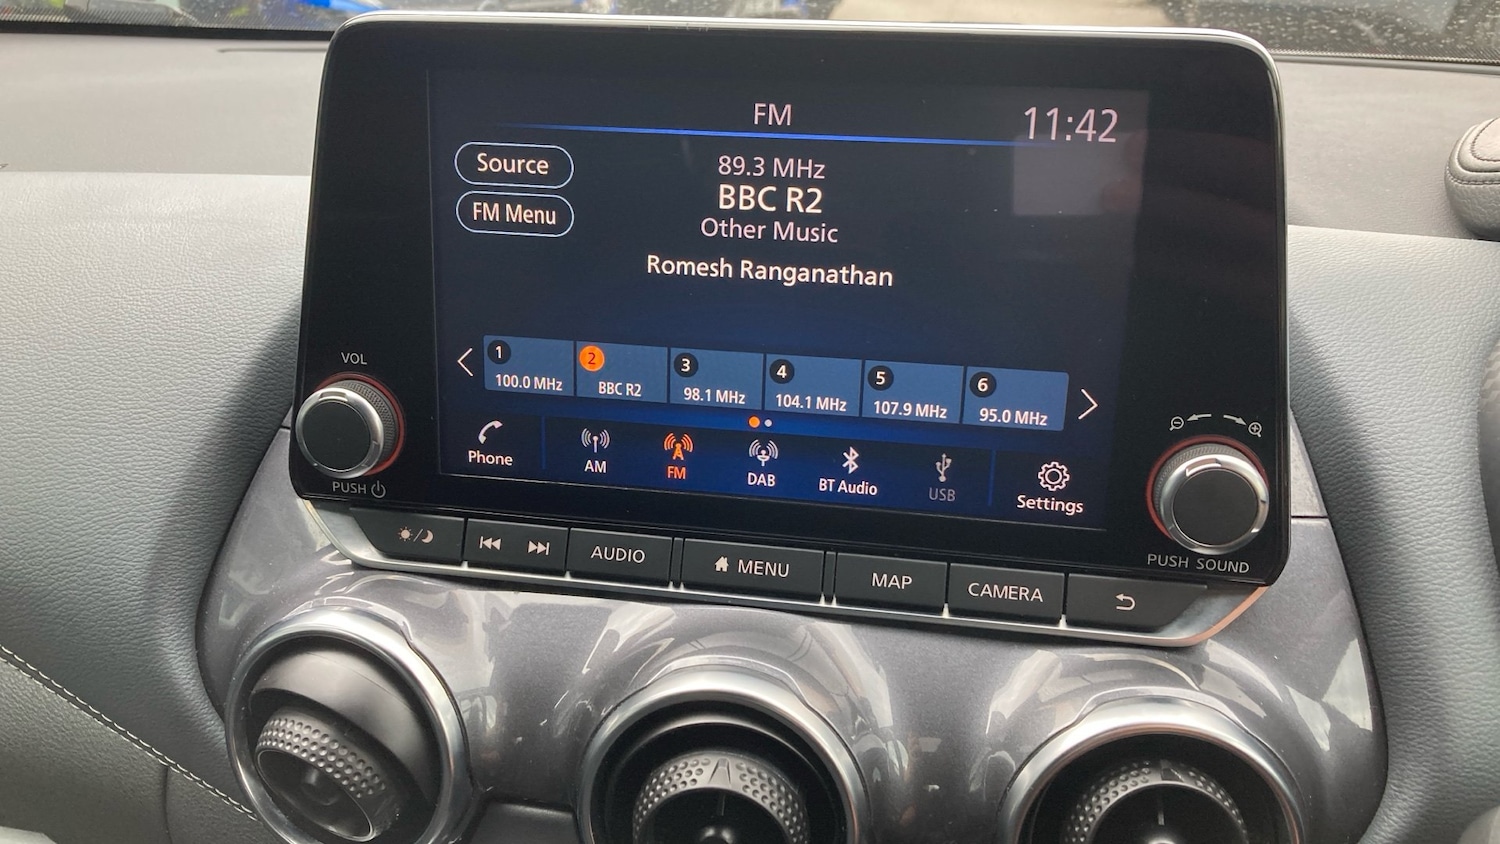 FM
11:42
Source
FM Menu
89.3 MHz
BBC R2
Other Music
Romesh Ranganathan
1
100.0 MHz
2
BBC R2
3
98.1 MHz
4
104.1 MHz
5
107.9 MHz
6
95.0 MHz
Phone
AM
FM
DAB
BT Audio
USB
Settings
VOL
PUSH
PUSH SOUND
AUDIO
MENU
MAP
CAMERA